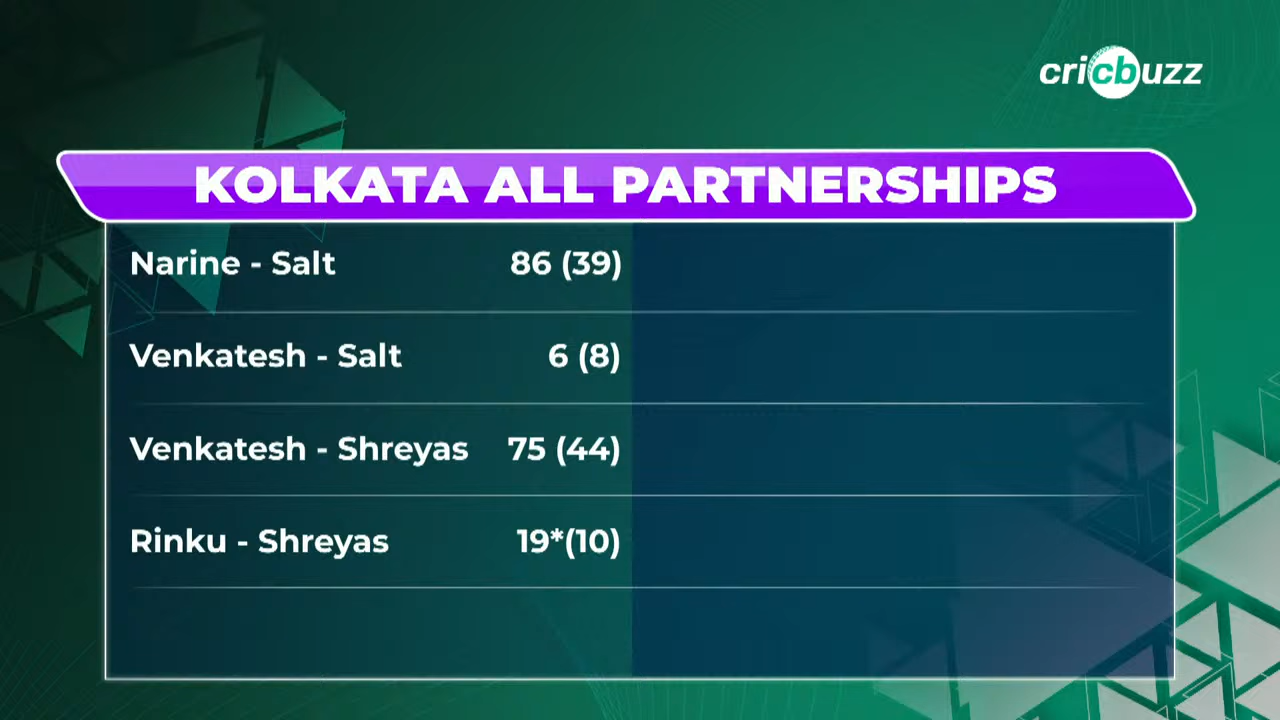 cricbuzz
KOLKATA ALL PARTNERSHIPS
Narine - Salt 86 (39)
Venkatesh - Salt 6 (8)
Venkatesh - Shreyas 75 (44)
Rinku - Shreyas 19*(10)